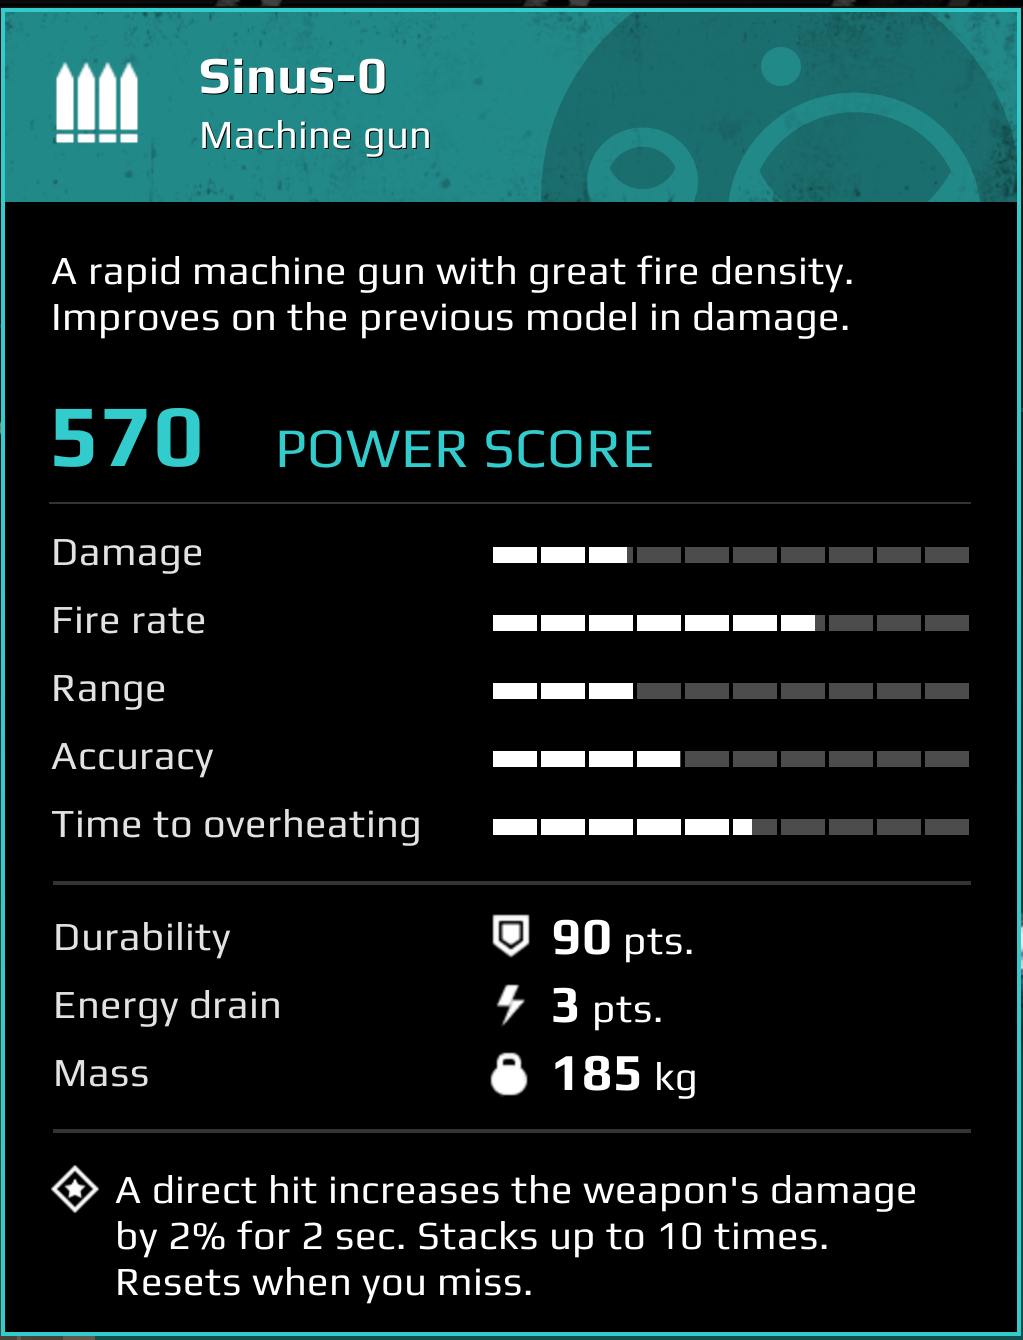 Sinus-0
Machine gun
A rapid machine gun with great fire density.
Improves on the previous model in damage.
570 POWER SCORE
Damage
Fire rate
Range
Accuracy
Time to overheating
Durability 90 pts.
Energy drain 3 pts.
Mass 185 kg
A direct hit increases the weapon's damage
by 2% for 2 sec. Stacks up to 10 times.
Resets when you miss.